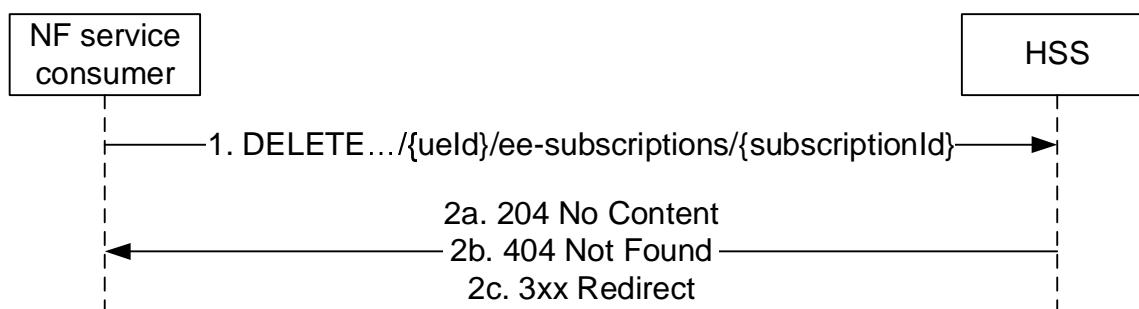 NF service
consumer
HSS
1. DELETE…/{ueId}/ee-subscriptions/{subscriptionId}
2a. 204 No Content
2b. 404 Not Found
2c. 3xx Redirect